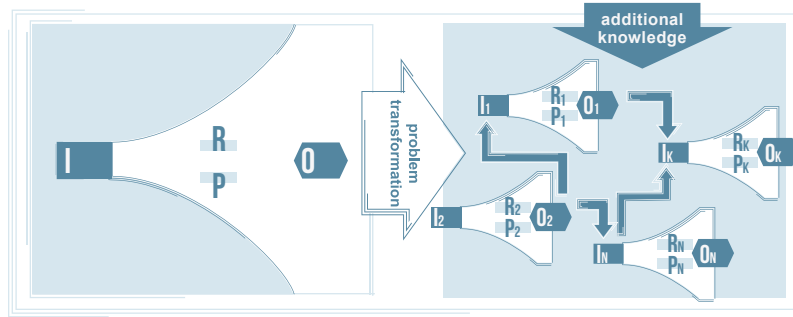 additional
knowledge
I
R
P
O
problem
transformation
I1
R1
P1
O1
IK
RK
PK
OK
I2
R2
P2
O2
IN
RN
PN
ON